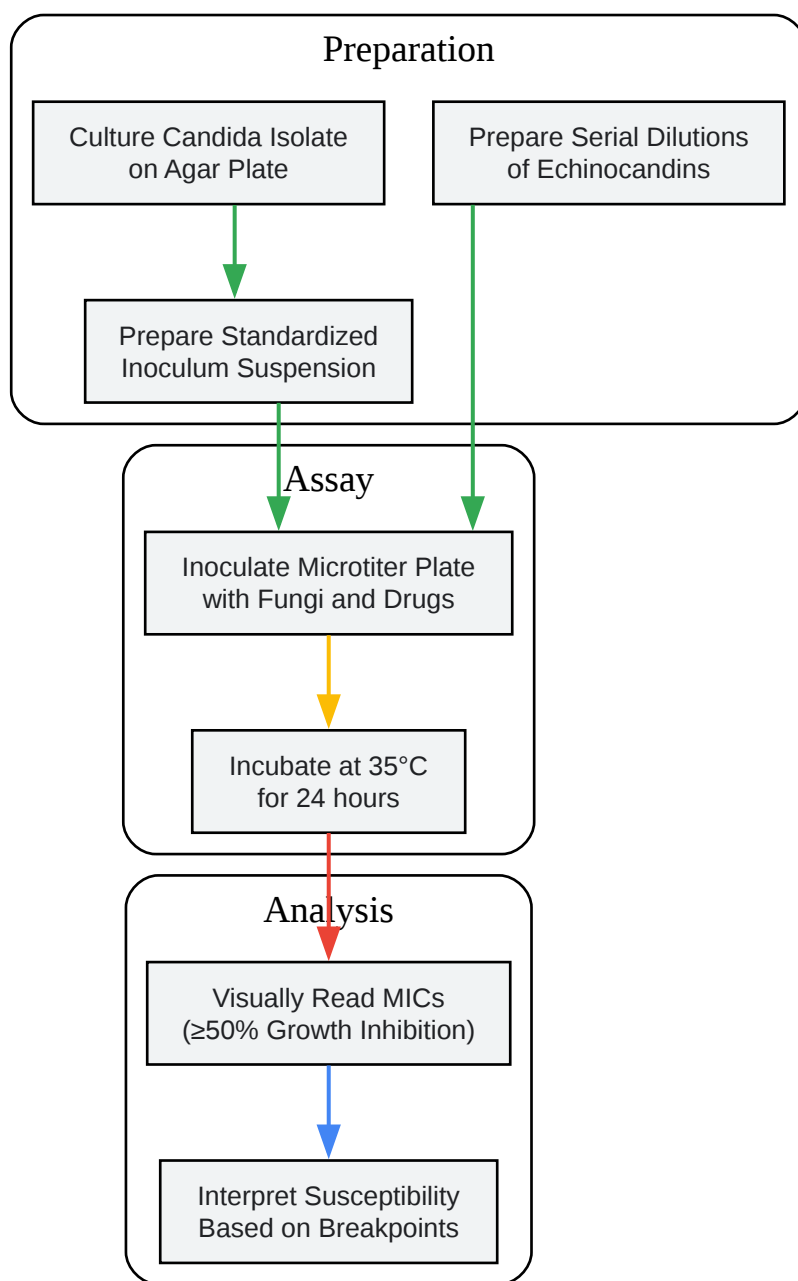 Preparation
Culture Candida Isolate
on Agar Plate
Prepare Serial Dilutions
of Echinocandins
Prepare Standardized
Inoculum Suspension
Assay
Inoculate Microtiter Plate
with Fungi and Drugs
Incubate at 35°C
for 24 hours
Analysis
Visually Read MICs
(≥50% Growth Inhibition)
Interpret Susceptibility
Based on Breakpoints